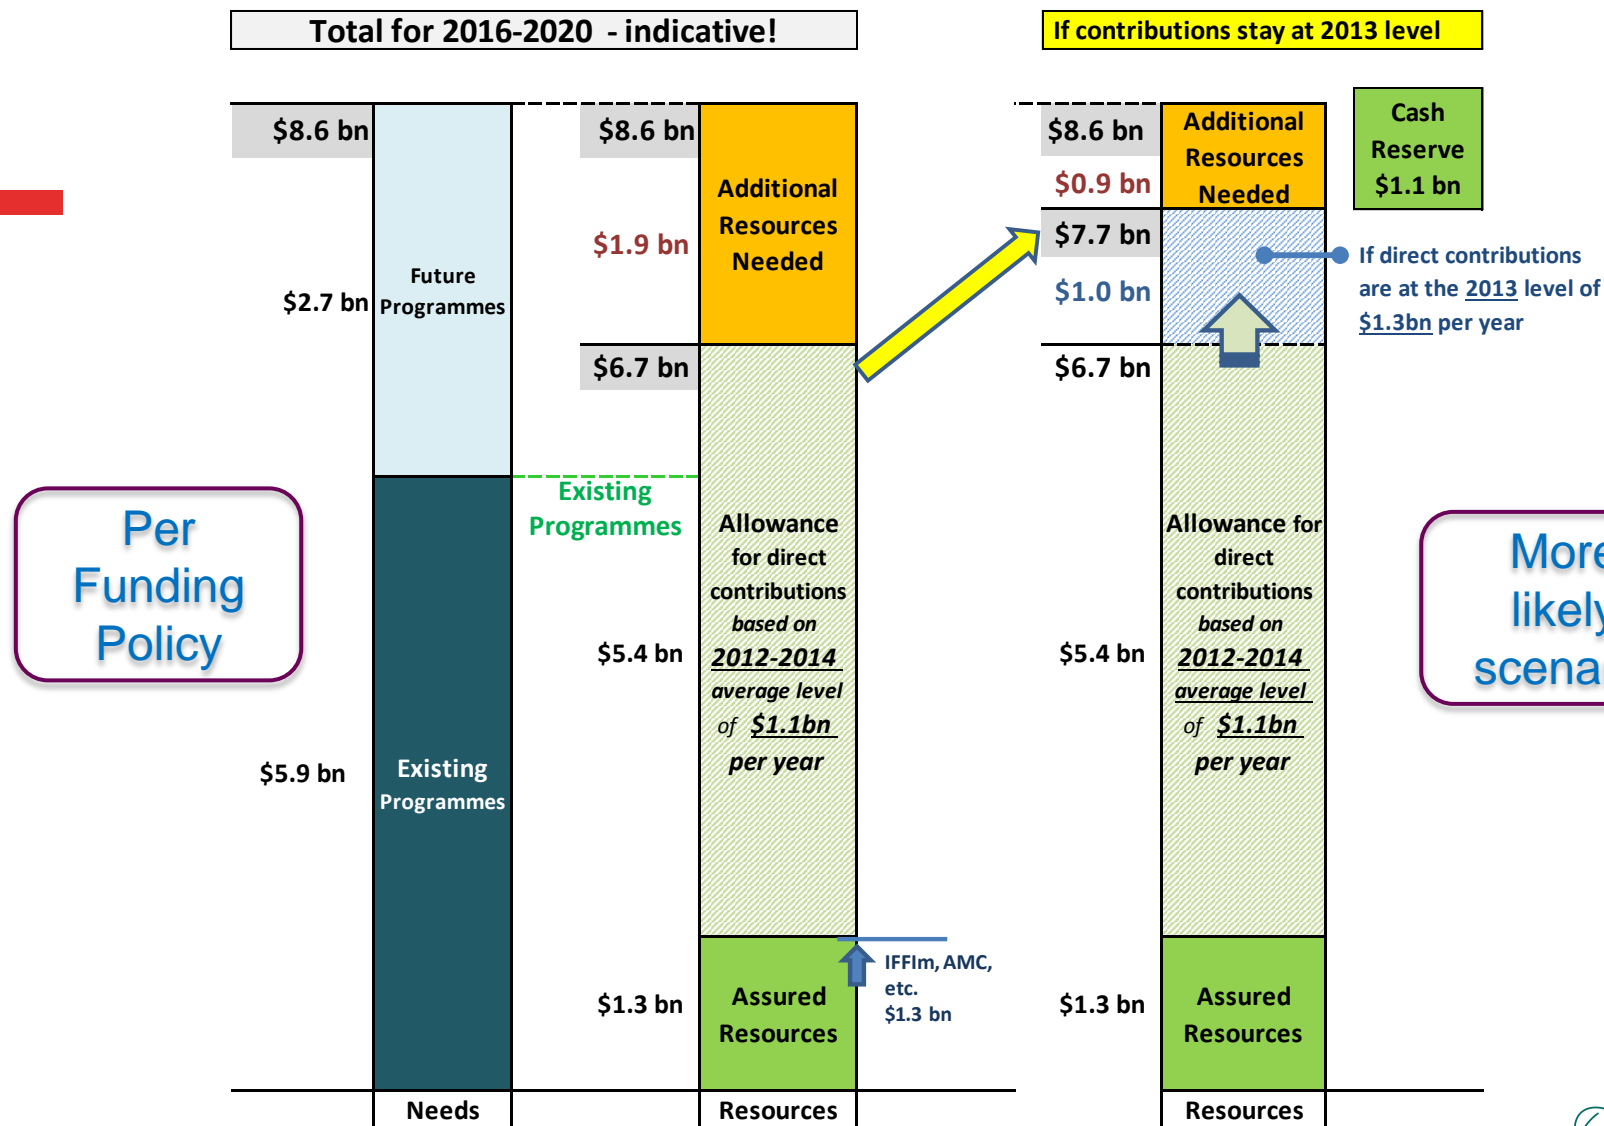 Total for 2016-2020 - indicative!
If contributions stay at 2013 level
$8.6 bn
$2.7 bn
$5.9 bn
Future
Programmes
Existing
Programmes
Needs
$8.6 bn
$1.9 bn
$6.7 bn
Existing
Programmes
$5.4 bn
$1.3 bn
Additional
Resources
Needed
Allowance
for direct
contributions
based on
2012-2014
average level
of $1.1bn
per year
Assured
Resources
Resources
IFFIm, AMC,
etc.
$1.3 bn
$8.6 bn
$0.9 bn
$7.7 bn
$1.0 bn
$6.7 bn
$5.4 bn
$1.3 bn
Additional
Resources
Needed
Allowance for
direct
contributions
based on
2012-2014
average level
of $1.1bn
per year
Assured
Resources
Resources
Cash
Reserve
$1.1 bn
If direct contributions
are at the 2013 level of
$1.3bn per year
Per
Funding
Policy
More
likely